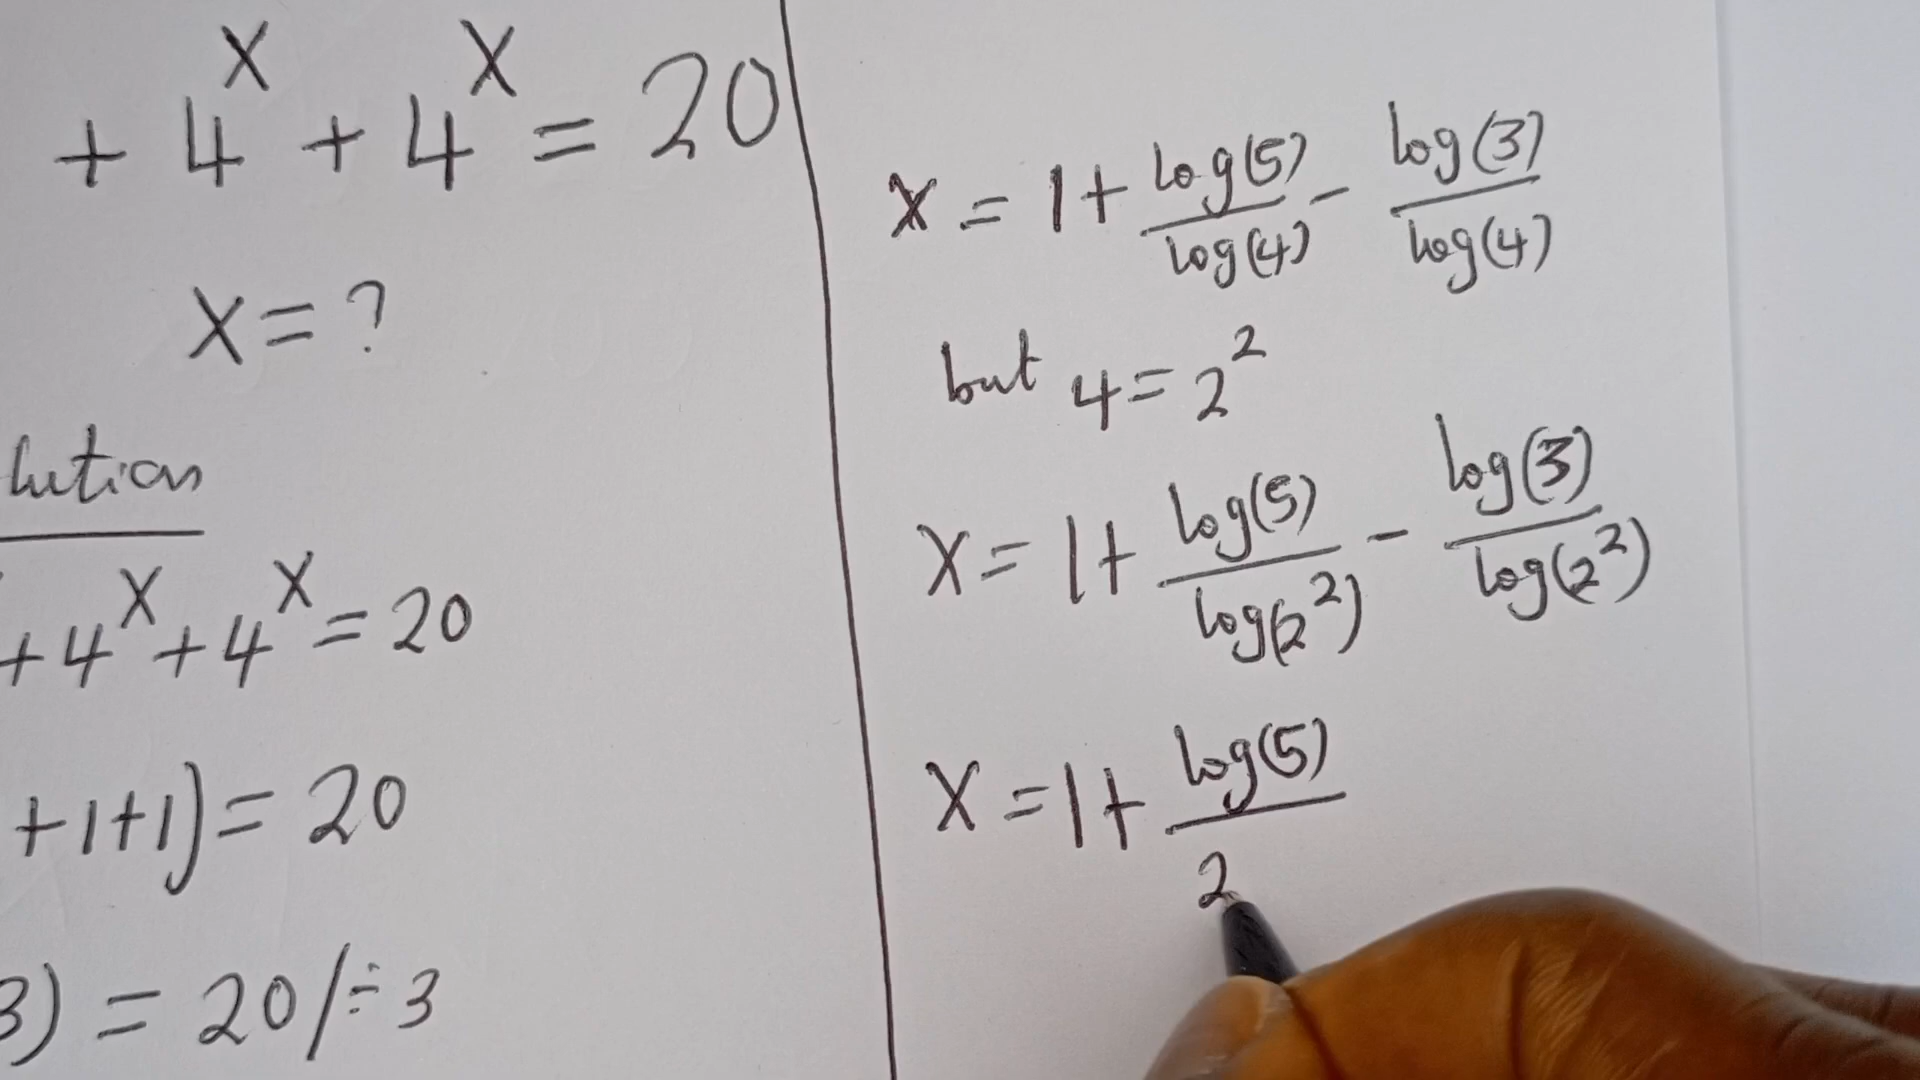 + 4^x + 4^x = 20
x = ?
lution
+ 4^x + 4^x = 20
+1+1) = 20
3) = 20 / ÷ 3
x = 1 + log(5)/log(4) - log(3)/log(4)
but 4 = 2^2
x = 1 + log(5)/log(2^2) - log(3)/log(2^2)
x = 1 + log(5)/2